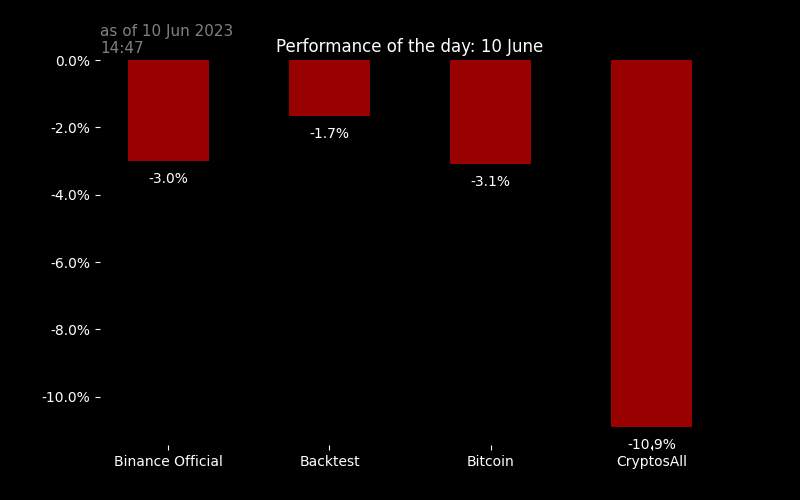 as of 10 Jun 2023
14:47
Performance of the day: 10 June
0.0%
-2.0%
-4.0%
-6.0%
-8.0%
-10.0%
-3.0%
-1.7%
-3.1%
-10.9%
Binance Official
Backtest
Bitcoin
CryptosAll